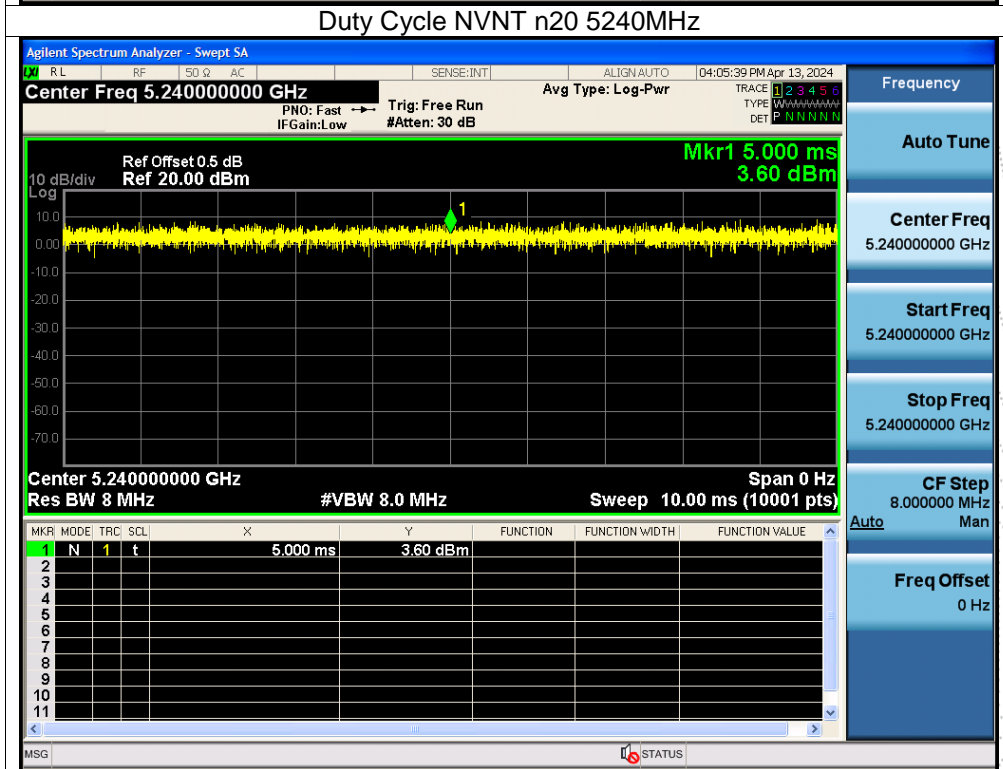 Duty Cycle NVNT n20 5240MHz
Agilent Spectrum Analyzer - Swept SA
LXI RL RF 50 Ω AC SENSE:INT ALIGN AUTO 04:05:39 PM Apr 13, 2024
Center Freq 5.240000000 GHz Avg Type: Log-Pwr TRACE 1 2 3 4 5 6
PNO: Fast Trig: Free Run TYPE WWWWWW
IFGain:Low #Atten: 30 dB DET P N N N N N
Frequency
Mkr1 5.000 ms
Ref Offset 0.5 dB
10 dB/div Ref 20.00 dBm 3.60 dBm
Log
10.0
0.00
-10.0
-20.0
-30.0
-40.0
-50.0
-60.0
-70.0
1
Center 5.240000000 GHz Span 0 Hz
Res BW 8 MHz #VBW 8.0 MHz Sweep 10.00 ms (10001 pts)
MKR MODE TRC SCL X Y FUNCTION FUNCTION WIDTH FUNCTION VALUE
1 N 1 t 5.000 ms 3.60 dBm
2
3
4
5
6
7
8
9
10
11
MSG STATUS
Auto Tune
Center Freq
5.240000000 GHz
Start Freq
5.240000000 GHz
Stop Freq
5.240000000 GHz
CF Step
8.000000 MHz
Auto Man
Freq Offset
0 Hz